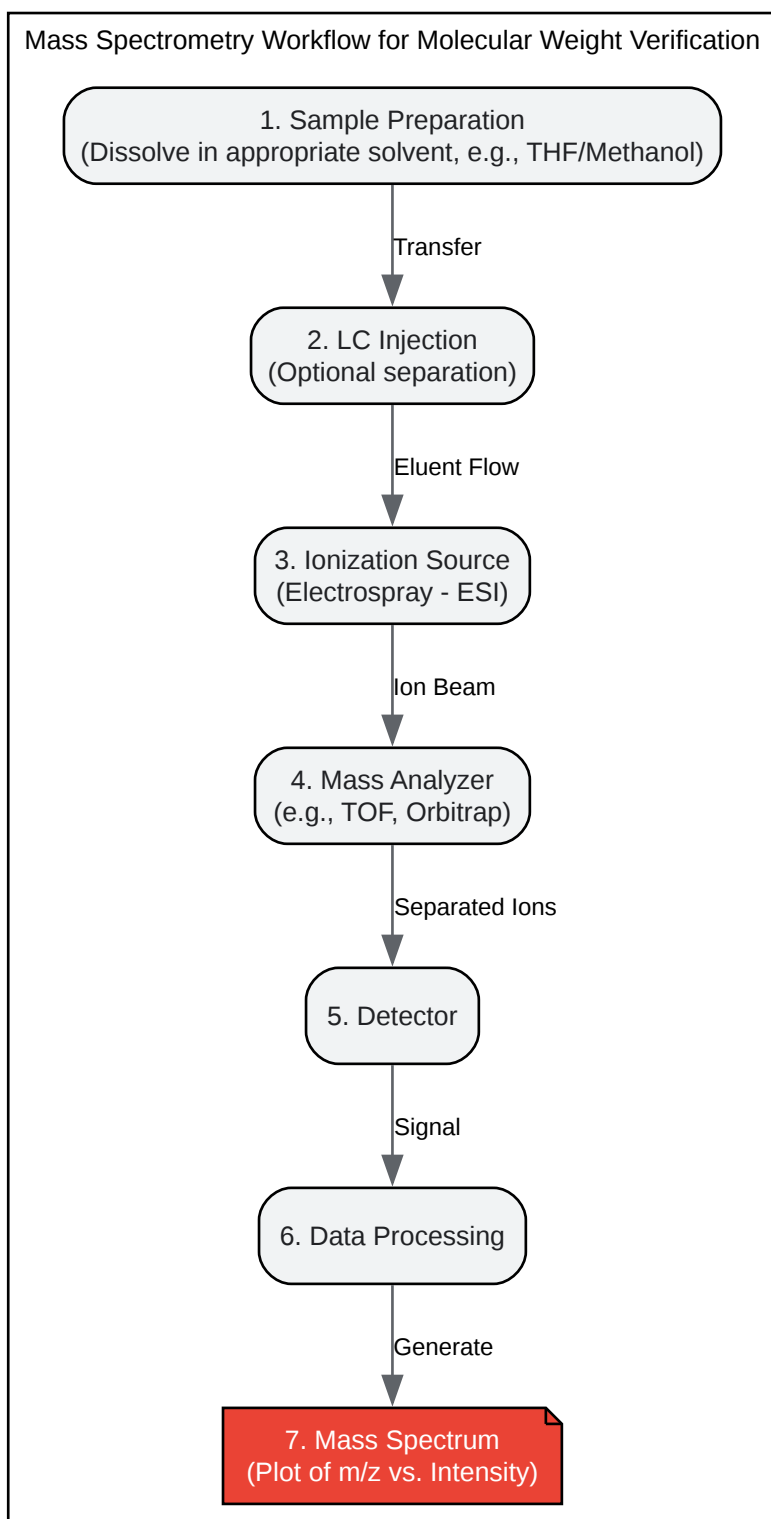 Mass Spectrometry Workflow for Molecular Weight Verification
1. Sample Preparation
(Dissolve in appropriate solvent, e.g., THF/Methanol)
Transfer
2. LC Injection
(Optional separation)
Eluent Flow
3. Ionization Source
(Electrospray - ESI)
Ion Beam
4. Mass Analyzer
(e.g., TOF, Orbitrap)
Separated Ions
5. Detector
Signal
6. Data Processing
Generate
7. Mass Spectrum
(Plot of m/z vs. Intensity)